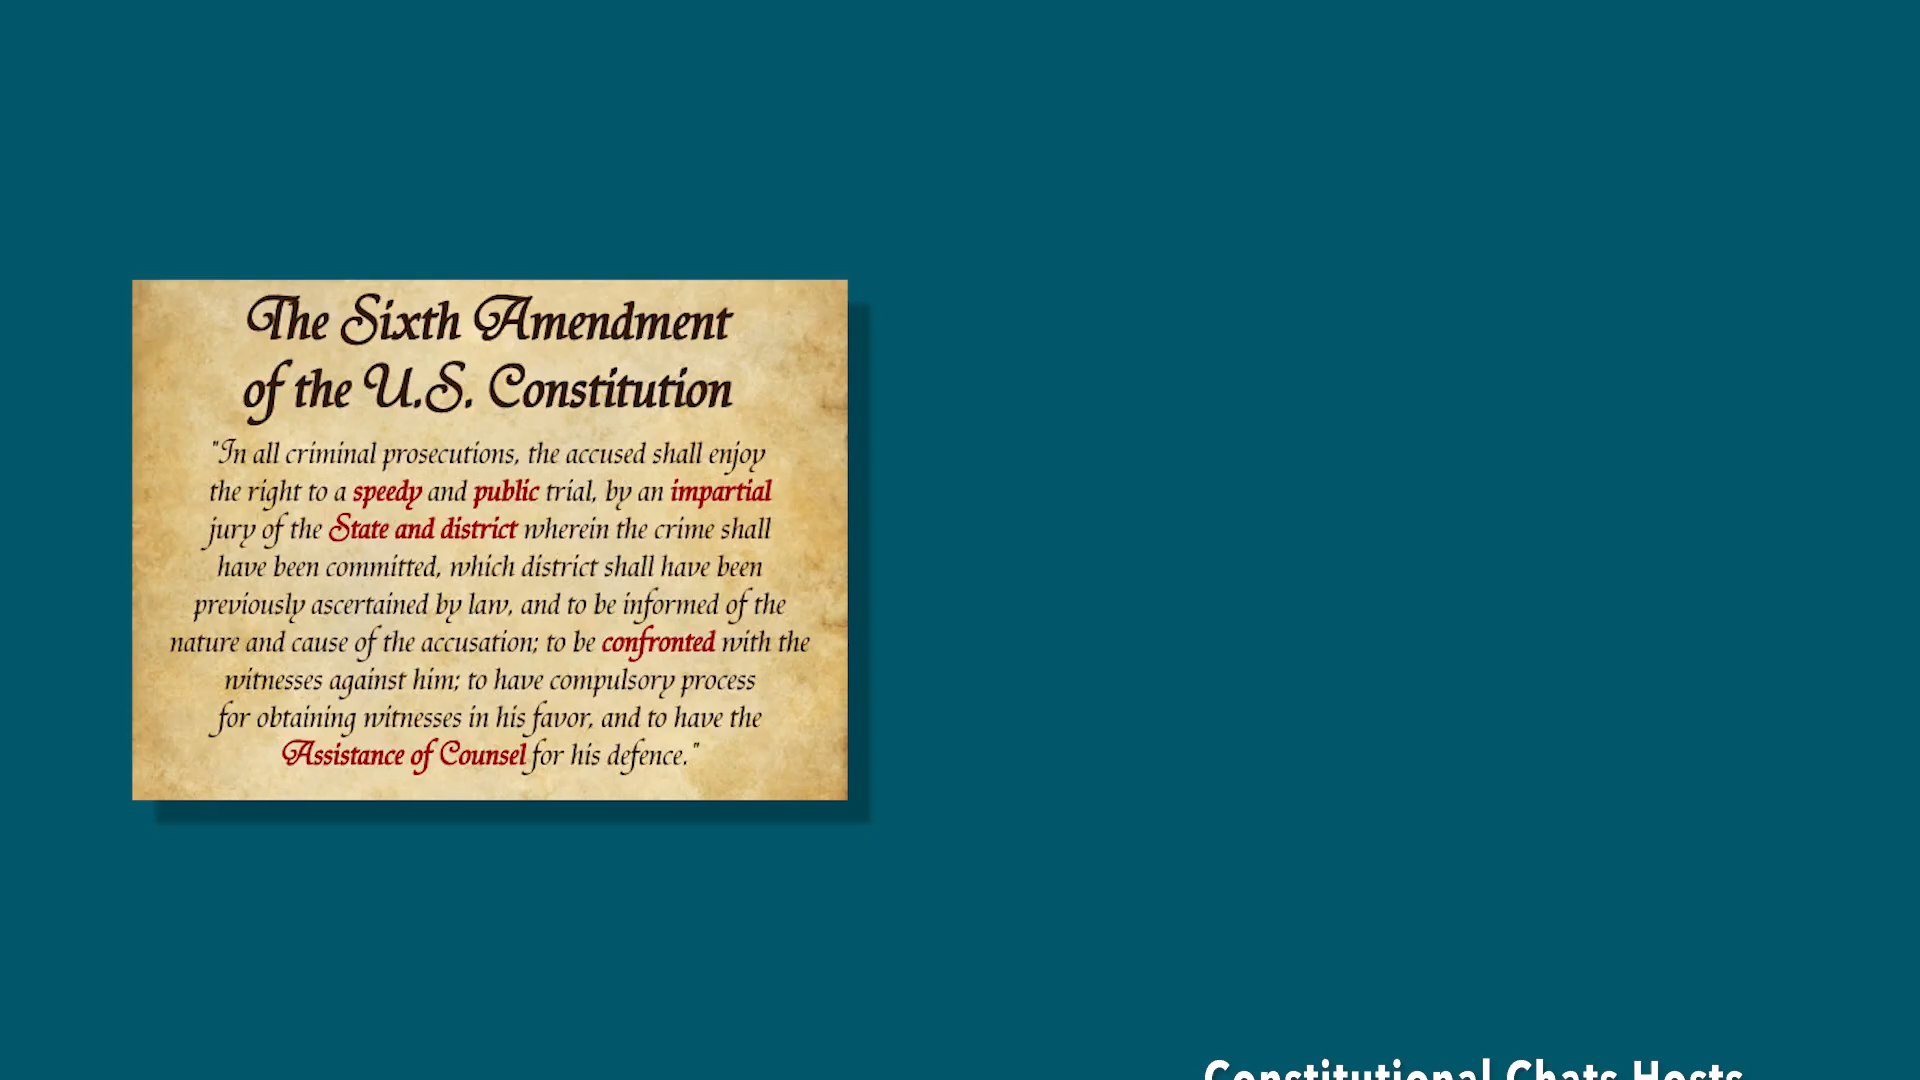 The Sixth Amendment
of the U.S. Constitution
"In all criminal prosecutions, the accused shall enjoy
the right to a speedy and public trial, by an impartial
jury of the State and district wherein the crime shall
have been committed, which district shall have been
previously ascertained by law, and to be informed of the
nature and cause of the accusation; to be confronted with the
witnesses against him; to have compulsory process
for obtaining witnesses in his favor, and to have the
Assistance of Counsel for his defence."
Constitutional Chats Hosts